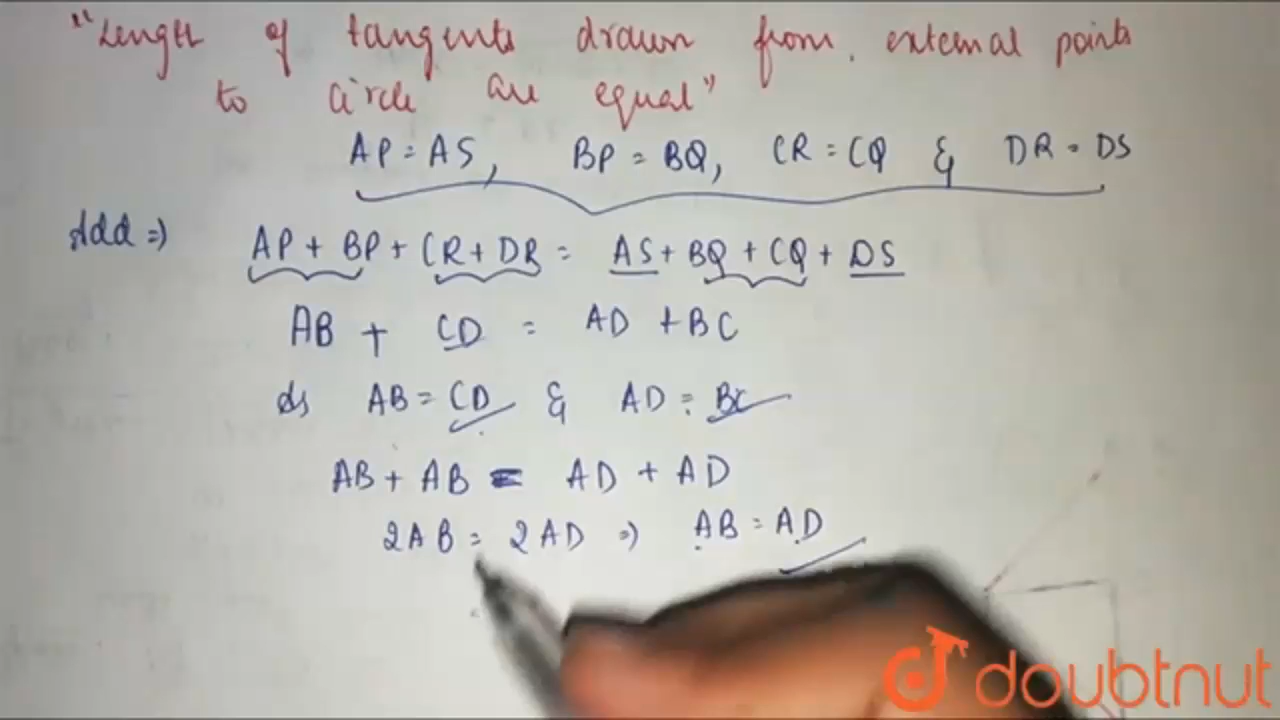 "Length of tangents drawn from external points
to circle are equal"
AP = AS, BP = BQ, CR = CQ & DR = DS
Add ⇒ AP + BP + CR + DR = AS + BQ + CQ + DS
AB + CD = AD + BC
as AB = CD & AD = BC
AB + AB = AD + AD
2AB = 2AD ⇒ AB = AD
doubtnut